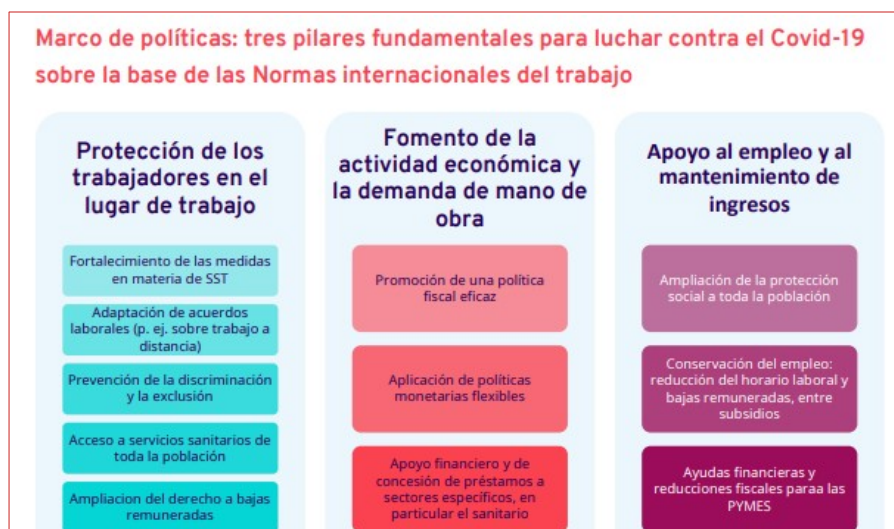 Marco de políticas: tres pilares fundamentales para luchar contra el Covid-19
sobre la base de las Normas internacionales del trabajo
Protección de los
trabajadores en el
lugar de trabajo
Fortalecimiento de las medidas
en materia de SST
Adaptación de acuerdos
laborales (p. ej. sobre trabajo a
distancia)
Prevención de la discriminación
y la exclusión
Acceso a servicios sanitarios de
toda la población
Ampliacion del derecho a bajas
remuneradas
Fomento de la
actividad económica y
la demanda de mano de
obra
Promoción de una política
fiscal eficaz
Aplicación de políticas
monetarias flexibles
Apoyo financiero y de
concesión de préstamos a
sectores específicos, en
particular el sanitario
Apoyo al empleo y al
mantenimiento de
ingresos
Ampliación de la protección
social a toda la población
Conservación del empleo:
reducción del horario laboral y
bajas remuneradas, entre
subsidios
Ayudas financieras y
reducciones fiscales paraa las
PYMES